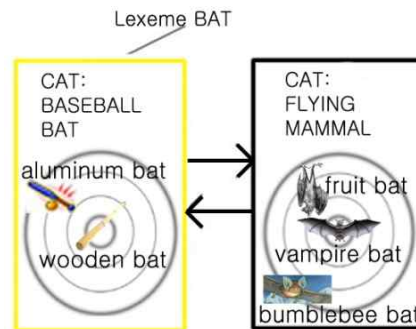 Lexeme BAT
CAT:
BASEBALL
BAT
aluminum bat
wooden bat
CAT:
FLYING
MAMMAL
fruit bat
vampire bat
bumblebee bat